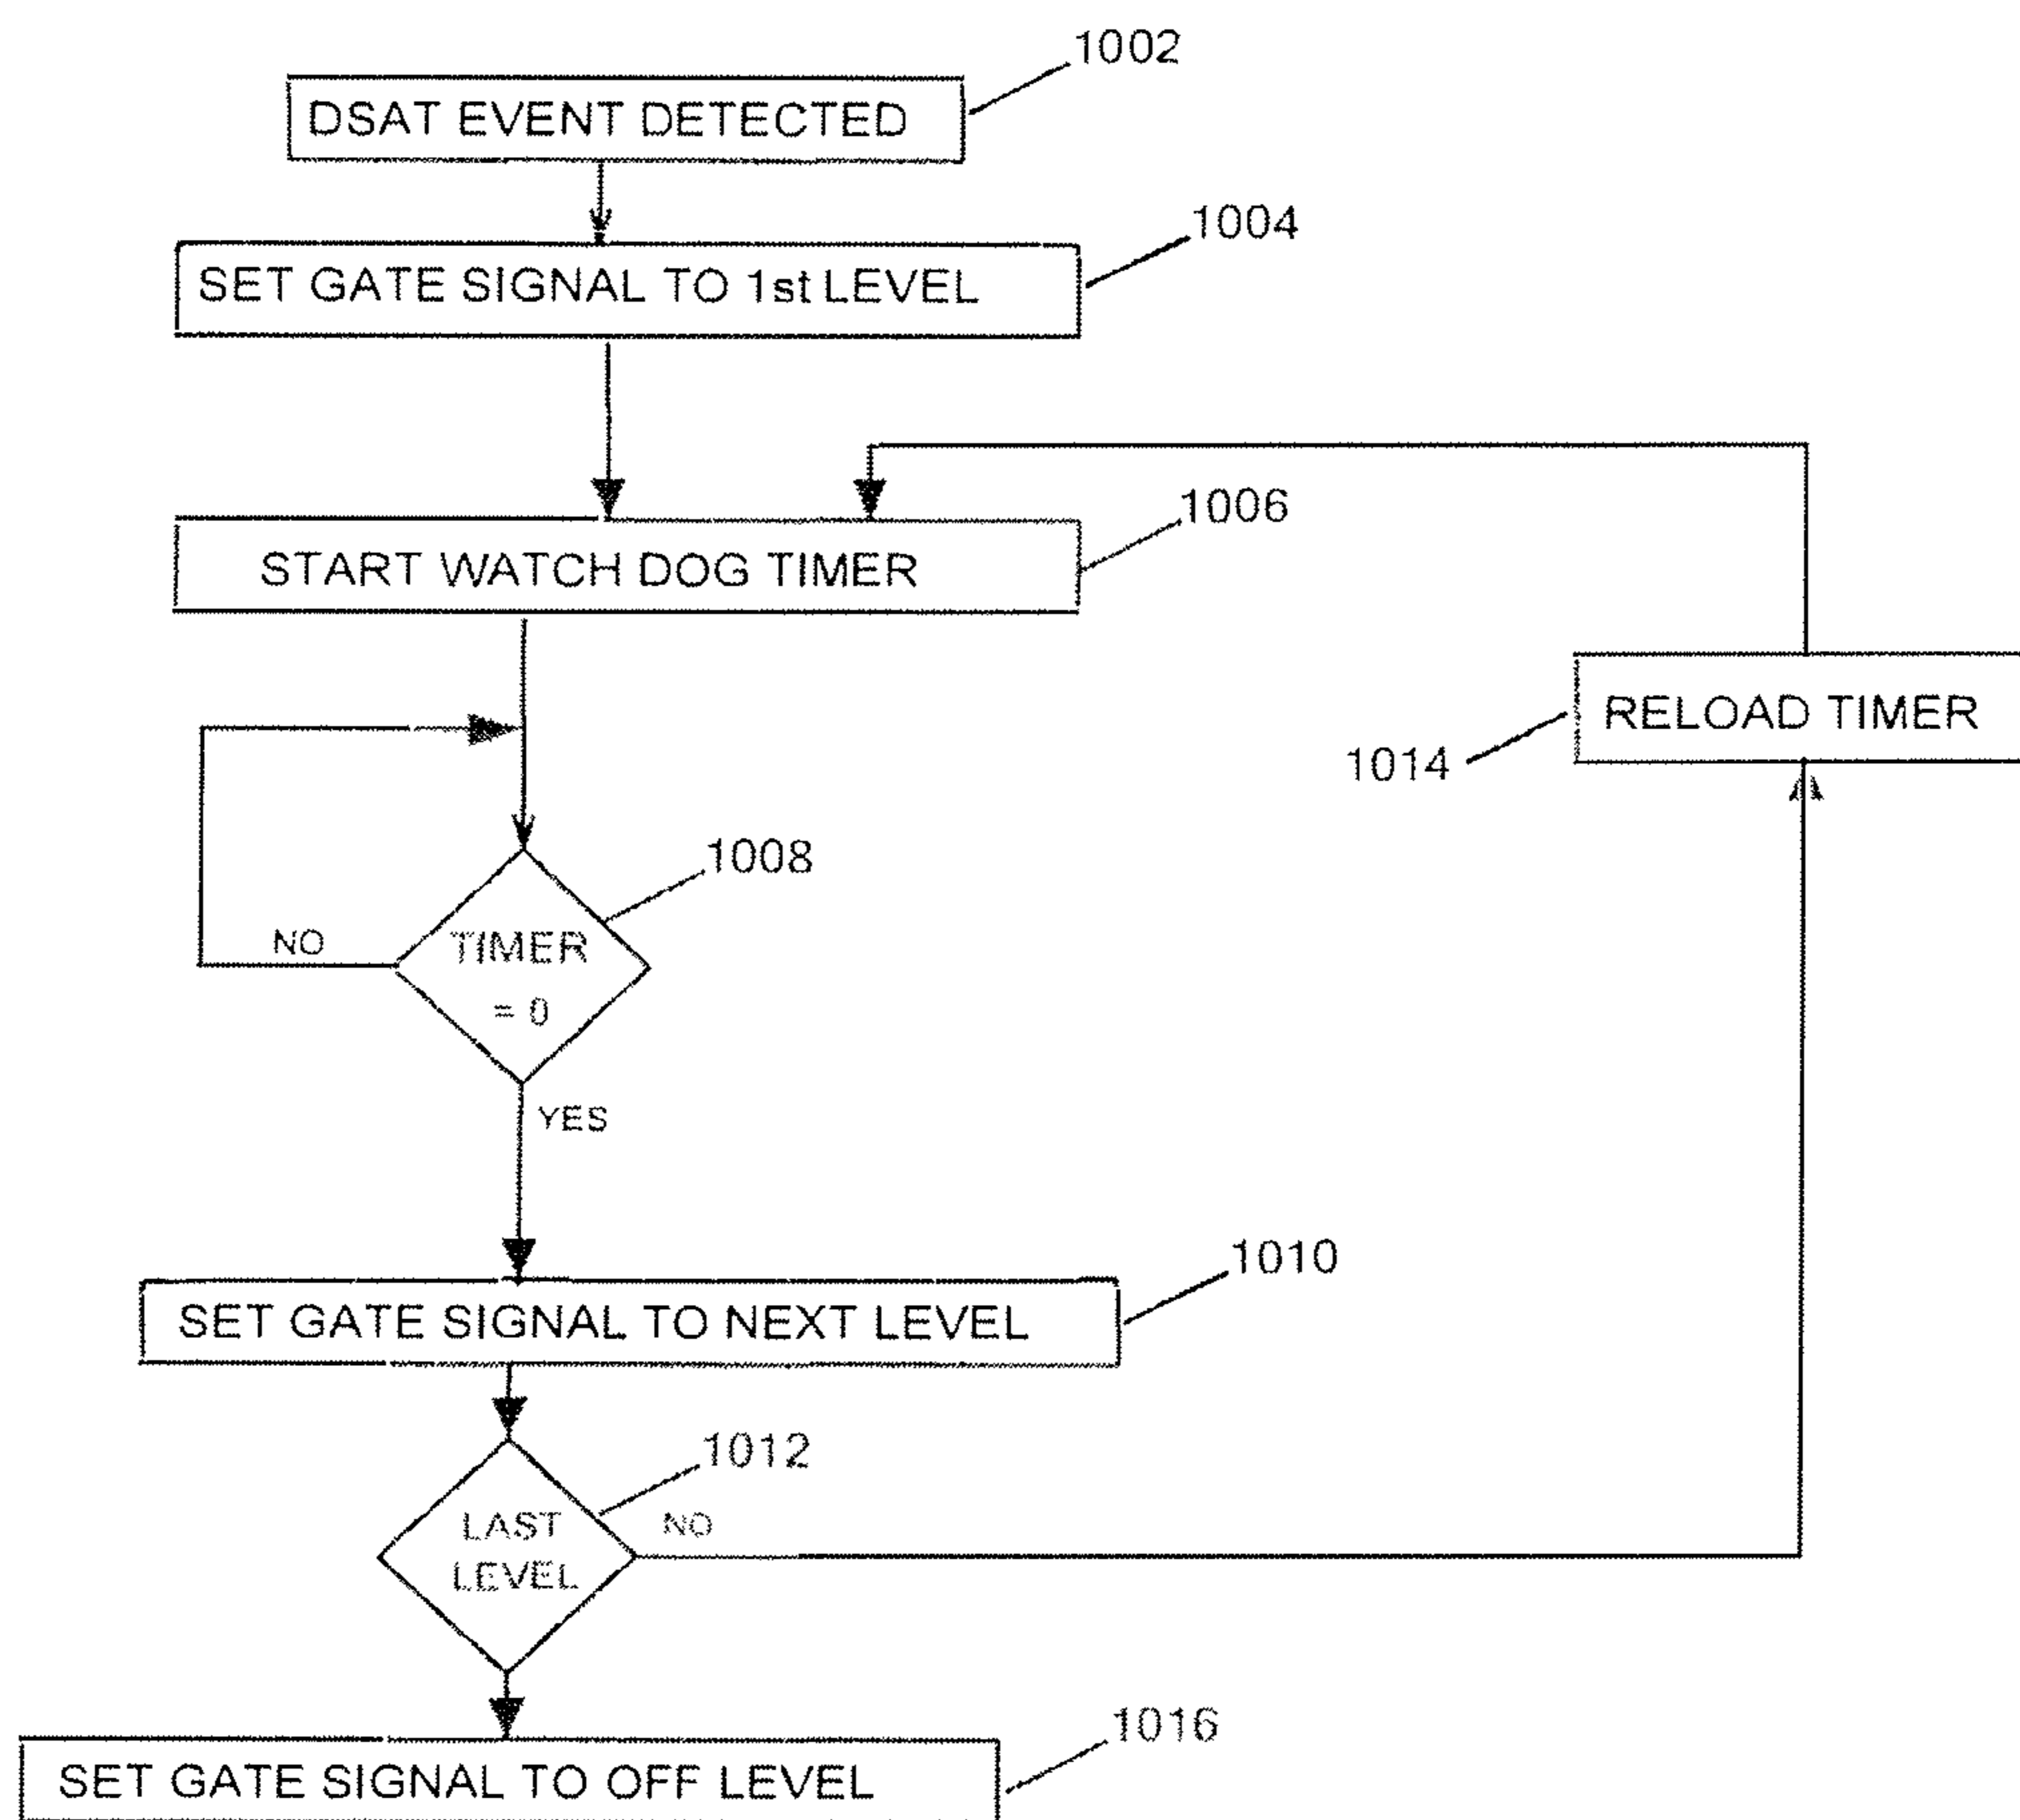 1002
DSAT EVENT DETECTED
1004
SET GATE SIGNAL TO 1st LEVEL
1006
START WATCH DOG TIMER
RELOAD TIMER
1014
1008
NO
TIMER
= 0
YES
1010
SET GATE SIGNAL TO NEXT LEVEL
1012
LAST
LEVEL
NO
1016
SET GATE SIGNAL TO OFF LEVEL